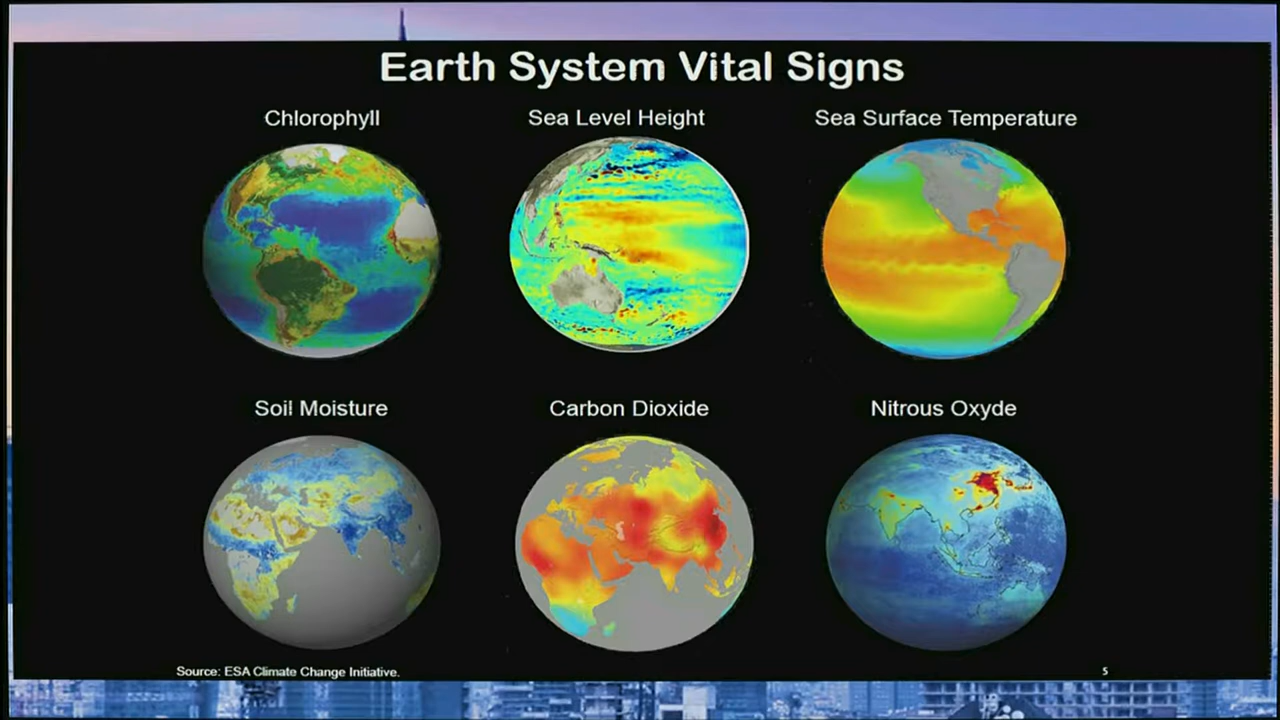 Earth System Vital Signs
Chlorophyll
Sea Level Height
Sea Surface Temperature
Soil Moisture
Carbon Dioxide
Nitrous Oxyde
Source: ESA Climate Change Initiative.
5